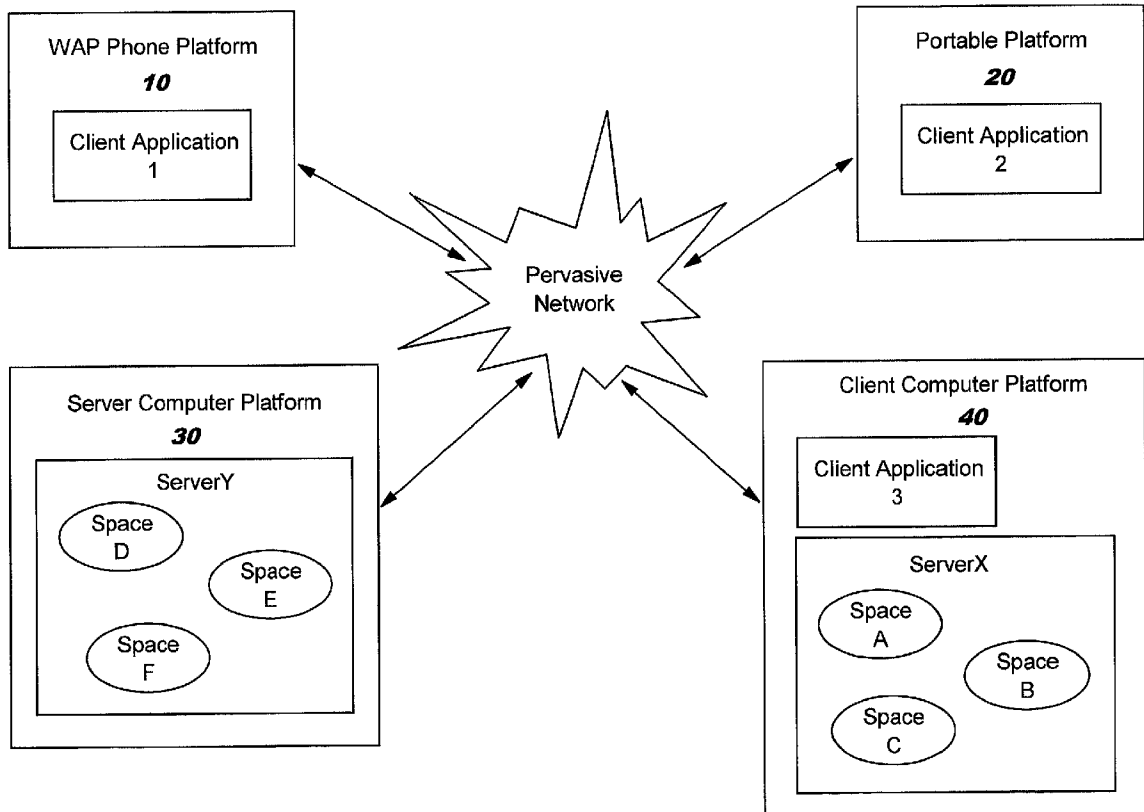 WAP Phone Platform
10
Client Application
1
Portable Platform
20
Client Application
2
Pervasive
Network
Server Computer Platform
30
ServerY
Space
D
Space
E
Space
F
Client Computer Platform
40
Client Application
3
ServerX
Space
A
Space
B
Space
C